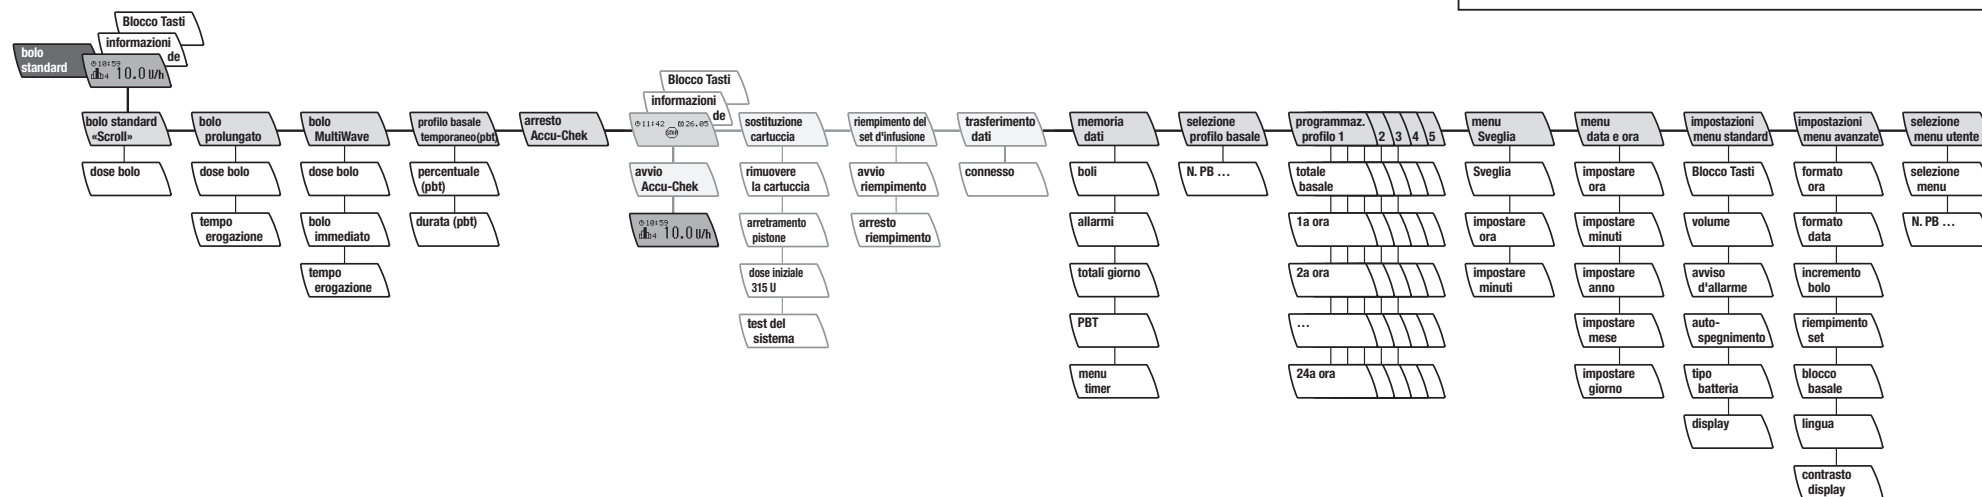 Blocco Tasti
informazioni
de
bolo
standard
10:59
4 10.0 U/h
bolo standard
«Scroll»
dose bolo
bolo
prolungato
dose bolo
tempo
erogazione
bolo
MultiWave
dose bolo
bolo
immediato
tempo
erogazione
profilo basale
temporaneo(pbt)
percentuale
(pbt)
durata (pbt)
arresto
Accu-Chek
Blocco Tasti
informazioni
de
11:42 26.05
STOP
avvio
Accu-Chek
10:59
4 10.0 U/h
sostituzione
cartuccia
rimuovere
la cartuccia
arretramento
pistone
dose iniziale
315 U
test del
sistema
riempimento del
set d'infusione
avvio
riempimento
arresto
riempimento
trasferimento
dati
connesso
memoria
dati
boli
allarmi
totali giorno
PBT
menu
timer
selezione
profilo basale
N. PB ...
programmaz.
profilo 1 2 3 4 5
totale
basale
1a ora
2a ora
...
24a ora
menu
Sveglia
Sveglia
impostare
ora
impostare
minuti
menu
data e ora
impostare
ora
impostare
minuti
impostare
anno
impostare
mese
impostare
giorno
impostazioni
menu standard
Blocco Tasti
volume
avviso
d'allarme
auto-
spegnimento
tipo
batteria
display
impostazioni
menu avanzate
formato
ora
formato
data
incremento
bolo
riempimento
set
blocco
basale
lingua
contrasto
display
selezione
menu utente
selezione
menu
N. PB ...